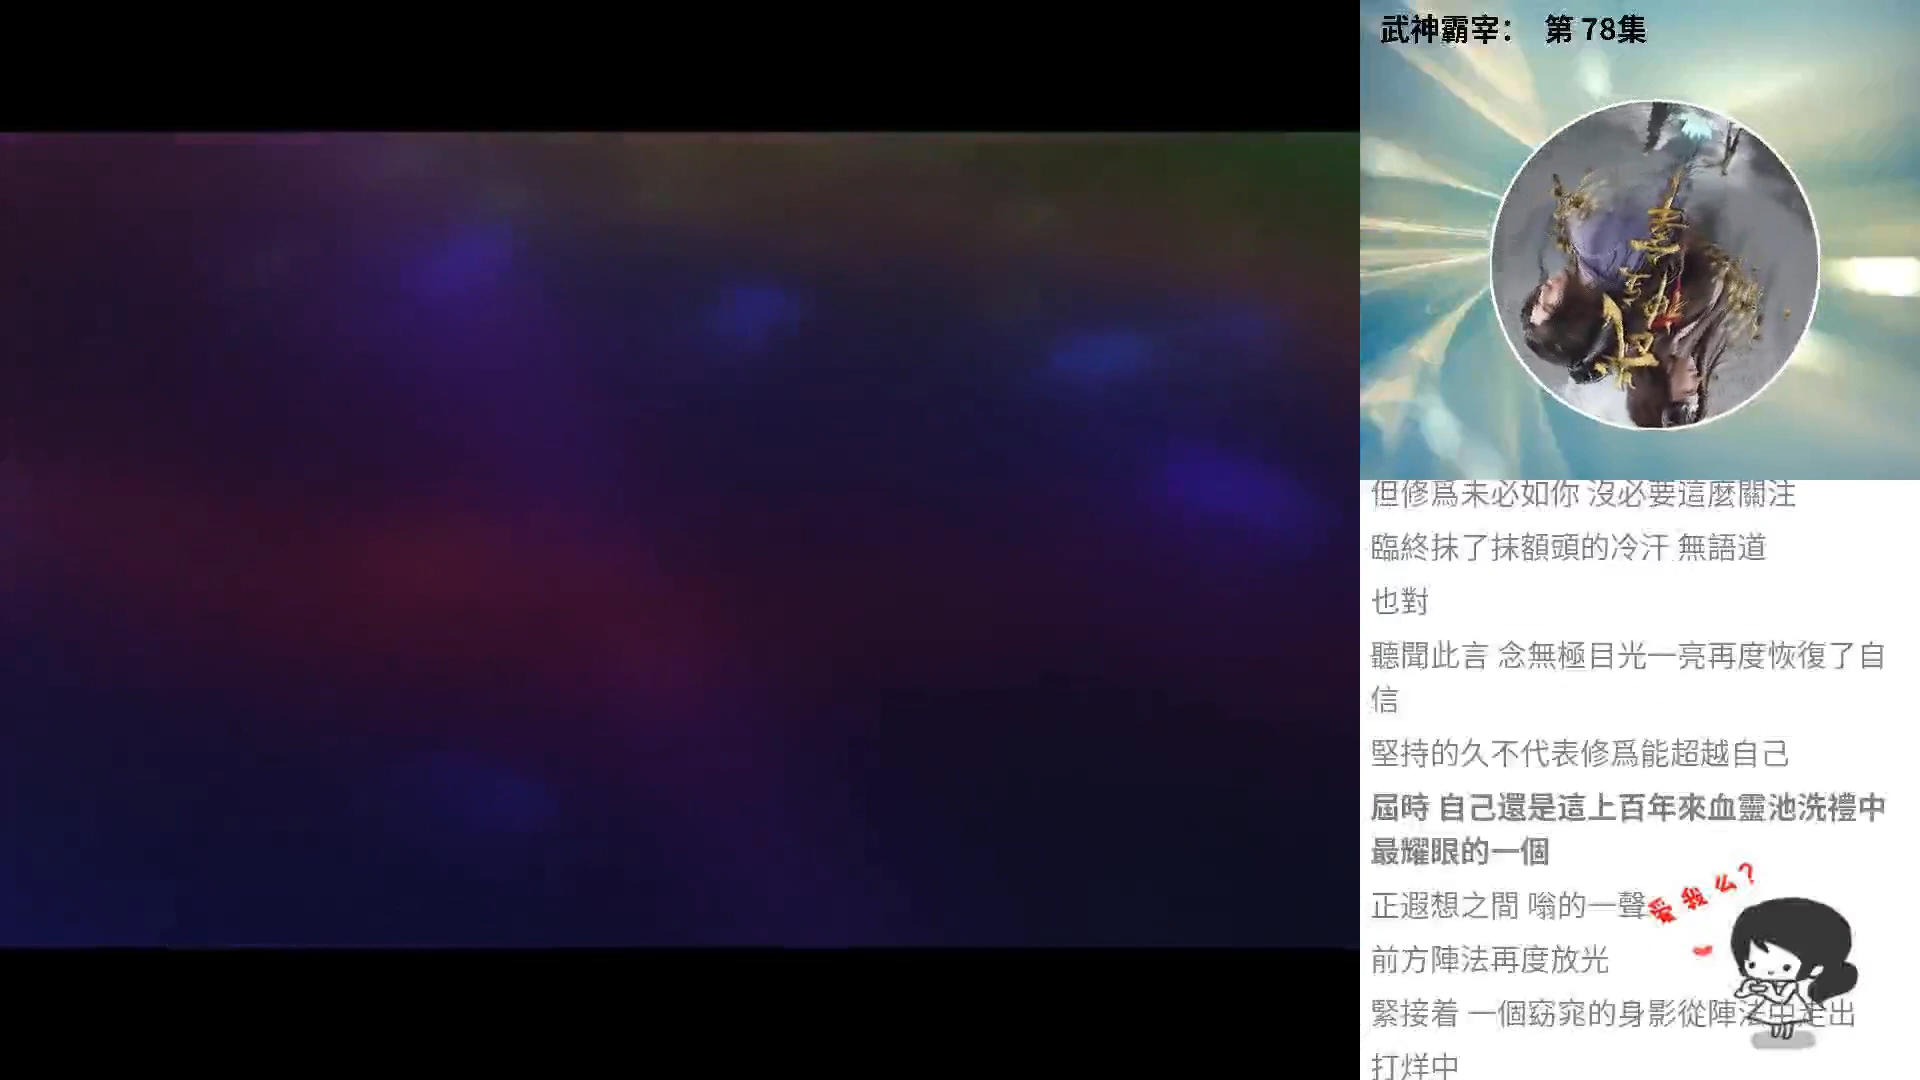 武神霸宰： 第 78集
但修爲未必如你 沒必要這麼關注
臨終抹了抹額頭的冷汗 無語道
也對
聽聞此言 念無極目光一亮再度恢復了自
信
堅持的久不代表修爲能超越自己
屆時 自己還是這上百年來血靈池洗禮中
最耀眼的一個
正遐想之間 嗡的一聲
爱我么？
前方陣法再度放光
緊接着 一個窈窕的身影從陣法中走出
打烊中